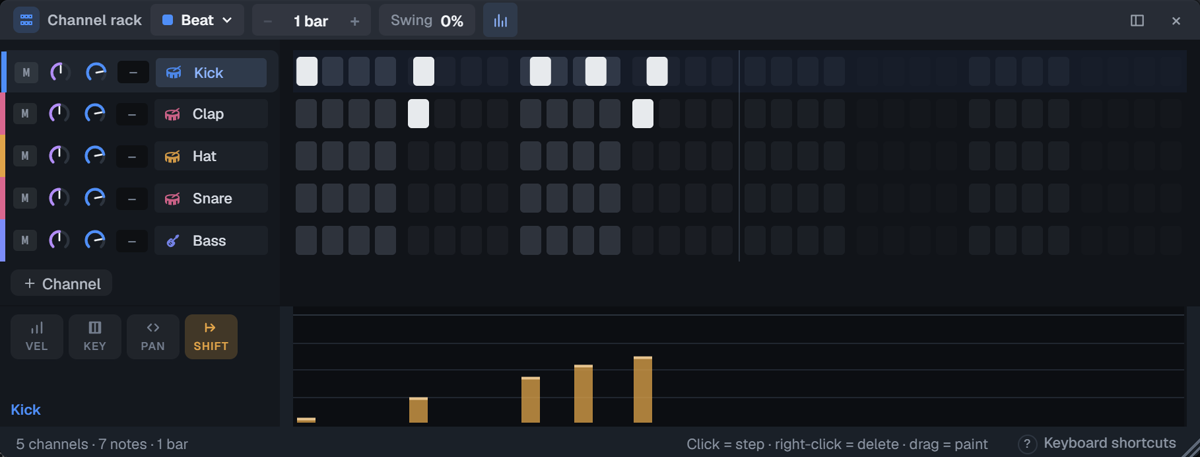 Channel rack Beat − 1 bar + Swing 0%
M – Kick
M – Clap
M – Hat
M – Snare
M – Bass
+ Channel
VEL KEY PAN SHIFT
Kick
5 channels · 7 notes · 1 bar Click = step · right-click = delete · drag = paint ? Keyboard shortcuts